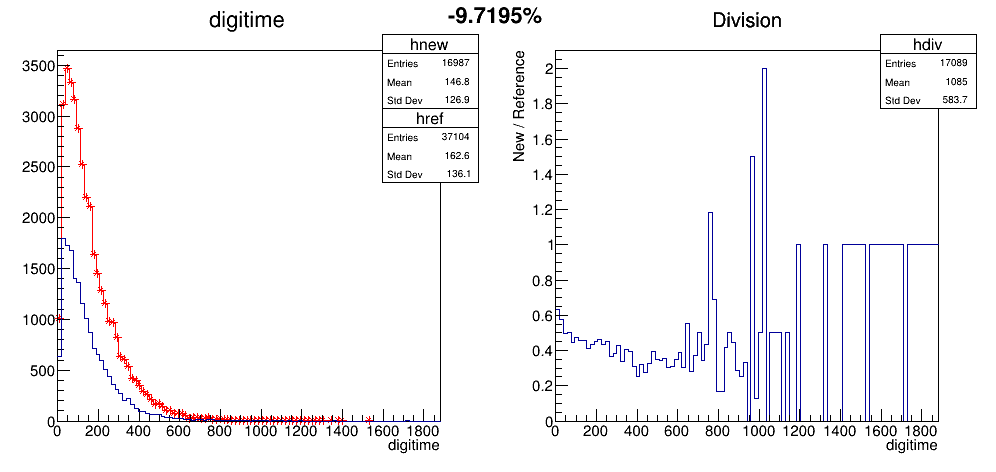 -9.7195%
digitime
hnew
Entries 16987
Mean 146.8
Std Dev 126.9
href
Entries 37104
Mean 162.6
Std Dev 136.1
3500
3000
2500
2000
1500
1000
500
0
0 200 400 600 800 1000 1200 1400 1600 1800
digitime
Division
hdiv
Entries 17089
Mean 1085
Std Dev 583.7
New / Reference
2
1.8
1.6
1.4
1.2
1
0.8
0.6
0.4
0.2
0
0 200 400 600 800 1000 1200 1400 1600 1800
digitime